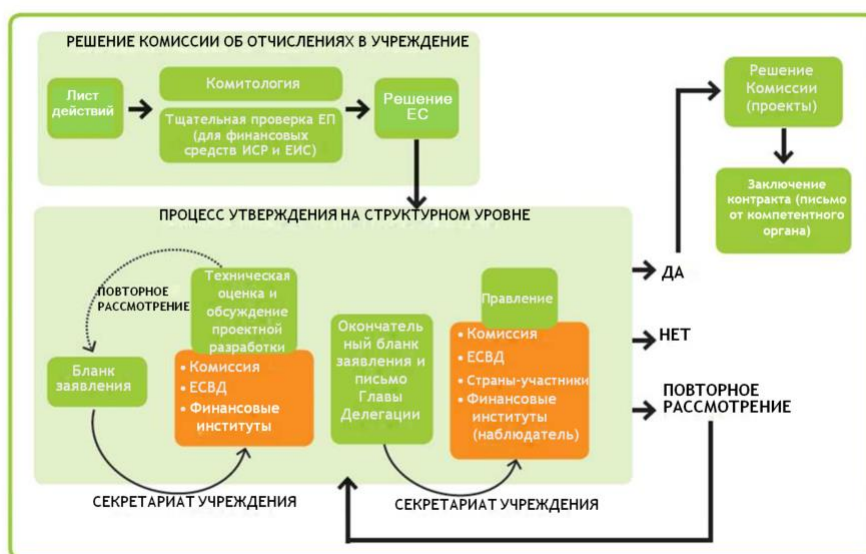 РЕШЕНИЕ КОМИССИИ ОБ ОТЧИСЛЕНИЯХ В УЧРЕЖДЕНИЕ
Лист
действий
Комитология
Тщательная проверка ЕП
(для финансовых
средств ИСР и ЕИС)
Решение
ЕС
Решение
Комиссии
(проекты)
Заключение
контракта (письмо
от компетентного
органа)
ПРОЦЕСС УТВЕРЖДЕНИЯ НА СТРУКТУРНОМ УРОВНЕ
ПОВТОРНОЕ
РАССМОТРЕНИЕ
Бланк
заявления
Техническая
оценка и
обсуждение
проектной
разработки
• Комиссия
• ЕСВД
• Финансовые
институты
СЕКРЕТАРИАТ УЧРЕЖДЕНИЯ
Окончатель
ный бланк
заявления и
письмо
Главы
Делегации
Правление
• Комиссия
• ЕСВД
• Страны-участники
• Финансовые
институты
(наблюдатель)
СЕКРЕТАРИАТ УЧРЕЖДЕНИЯ
ДА
НЕТ
ПОВТОРНОЕ
РАССМОТРЕНИЕ